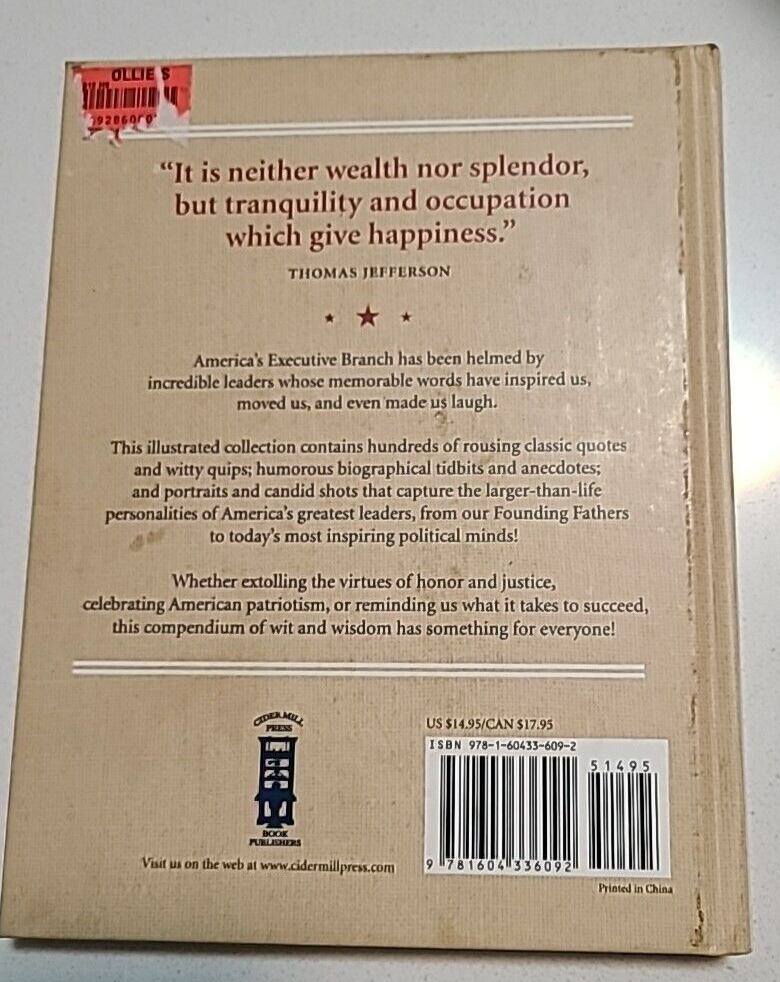 OLLIE'S
“It is neither wealth nor splendor,
but tranquility and occupation
which give happiness.”
THOMAS JEFFERSON
America's Executive Branch has been helmed by
incredible leaders whose memorable words have inspired us,
moved us, and even made us laugh.
This illustrated collection contains hundreds of rousing classic quotes
and witty quips; humorous biographical tidbits and anecdotes;
and portraits and candid shots that capture the larger-than-life
personalities of America's greatest leaders, from our Founding Fathers
to today's most inspiring political minds!
Whether extolling the virtues of honor and justice,
celebrating American patriotism, or reminding us what it takes to succeed,
this compendium of wit and wisdom has something for everyone!
CIDER MILL
PRESS
BOOK
PUBLISHERS
Visit us on the web at www.cidermillpress.com
US $14.95/CAN $17.95
ISBN 978-1-60433-609-2
51495
9 781604 336092
Printed in China